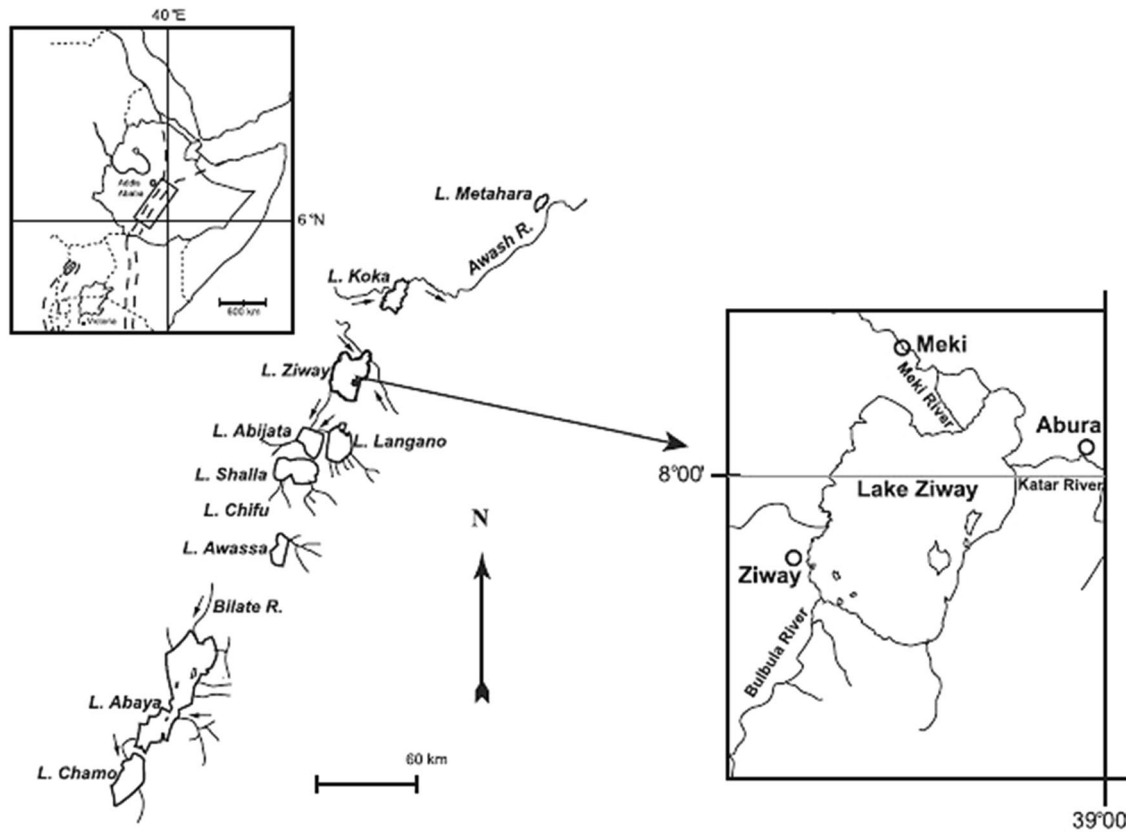 40°E
Addis
Ababa
6°N
Victoria
600 km
L. Metahara
Awash R.
L. Koka
L. Ziway
L. Abijata
L. Langano
L. Shalla
L. Chifu
L. Awassa
N
Bilate R.
L. Abaya
L. Chamo
60 km
Meki
Meki River
Abura
8°00'
Lake Ziway
Katar River
Ziway
Bulbula River
39°00